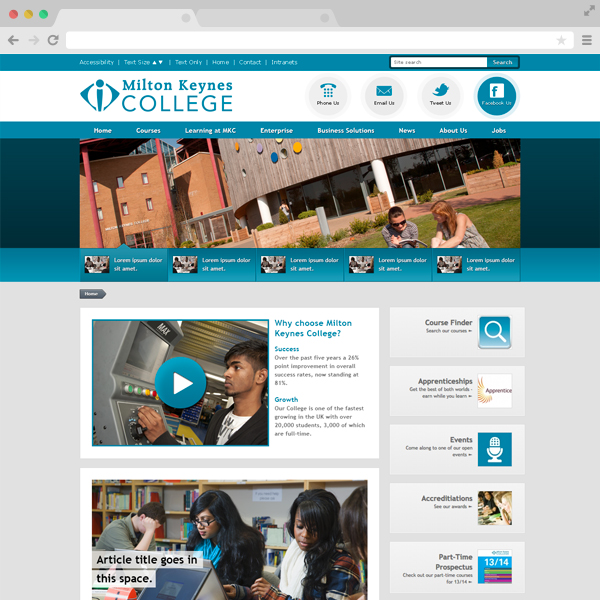 Accessibility | Text Size ▲▼ | Text Only | Home | Contact | Intranets
Site search
Search
Milton Keynes
COLLEGE
Phone Us
Email Us
Tweet Us
Facebook Us
Home Courses Learning at MKC Enterprise Business Solutions News About Us Jobs
Lorem ipsum dolor
sit amet.
Lorem ipsum dolor
sit amet.
Lorem ipsum dolor
sit amet.
Lorem ipsum dolor
sit amet.
Lorem ipsum dolor
sit amet.
Home
MAX
Why choose Milton
Keynes College?
Success
Over the past five years a 26%
point improvement in overall
success rates, now standing at
81%.
Growth
Our College is one of the fastest
growing in the UK with over
20,000 students, 3,000 of which
are full-time.
Course Finder
Search our courses
Apprenticeships
Get the best of both worlds -
earn while you learn
Apprentice
Events
Come along to one of our open
events
Accreditiations
See our awards
Part-Time
Prospectus
Check out our part-time courses
for 13/14
13/14
Article title goes in
this space.